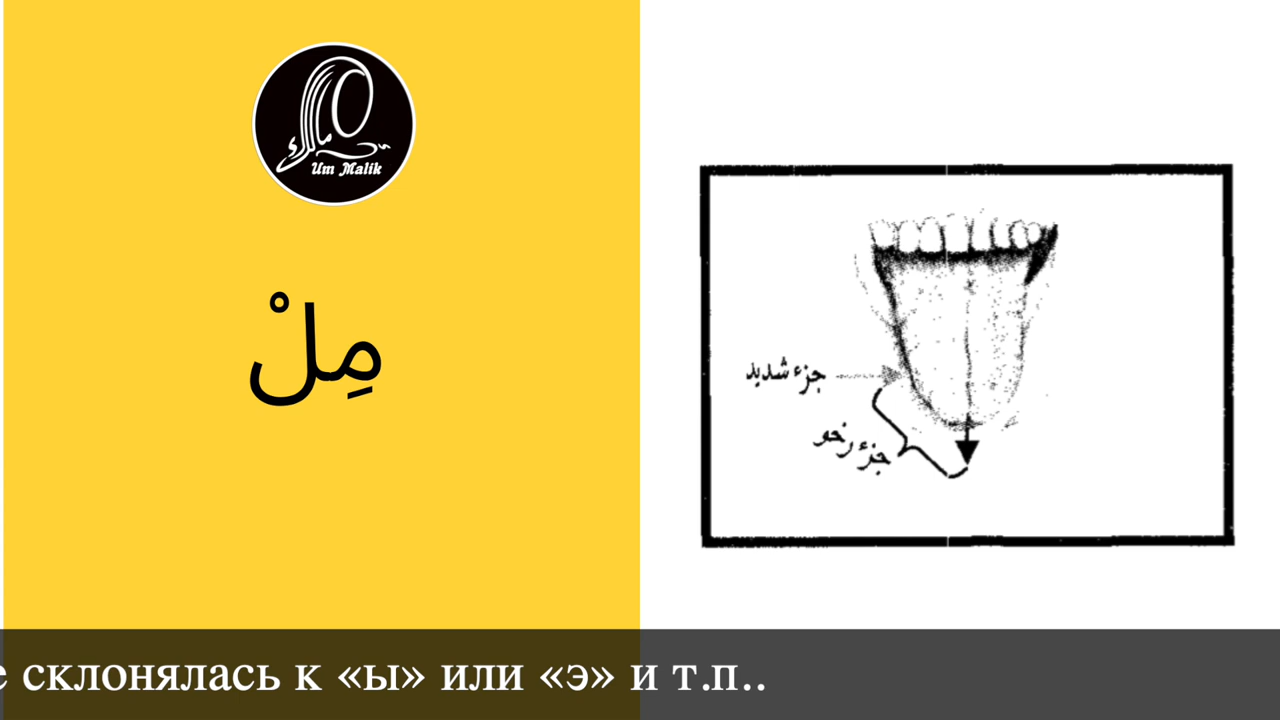 Um Malik
مِلْ
جزء شديد
جزء رخو
склонялась к «ы» или «э» и т.п..